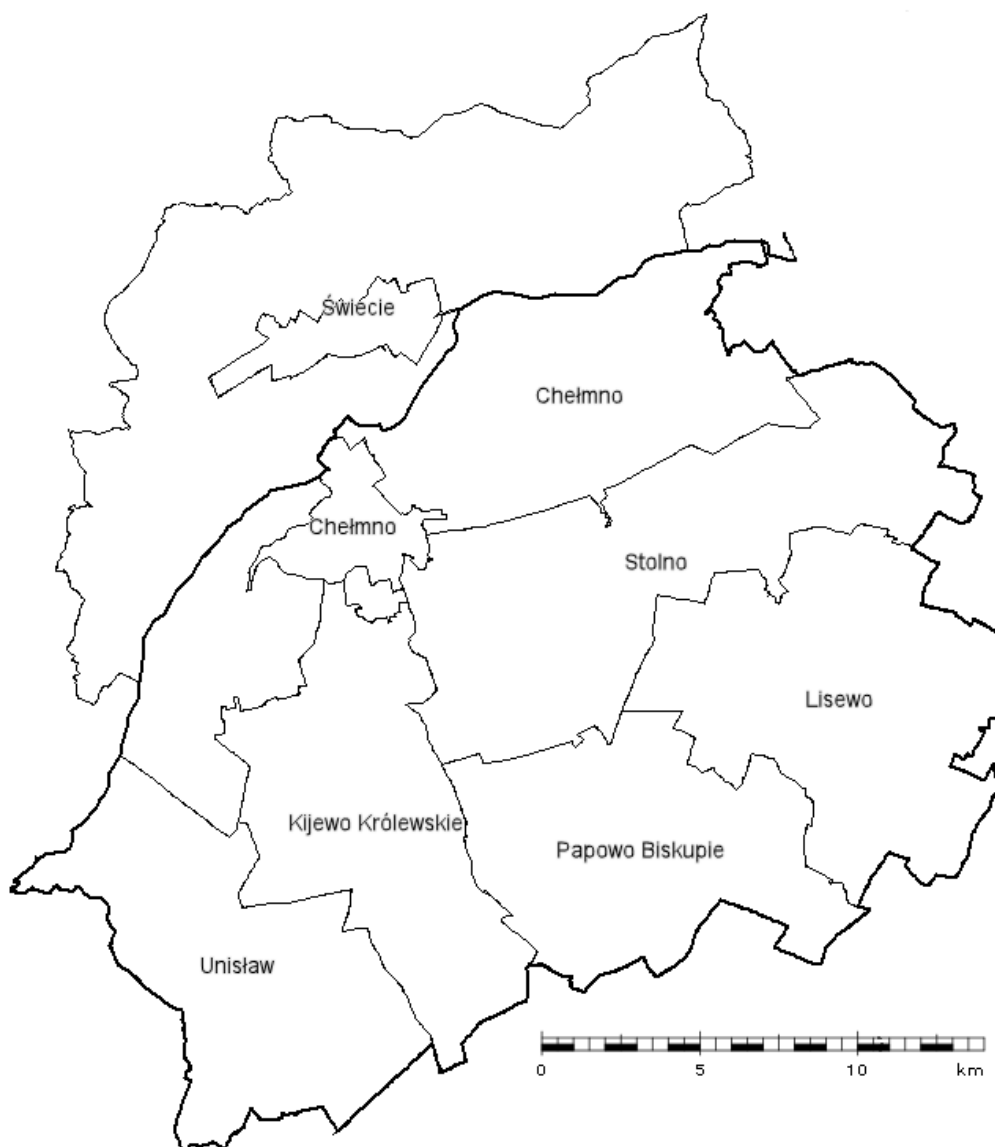 Świecie
Chełmno
Chełmno
Stolno
Lisewo
Kijewo Królewskie
Papowo Biskupie
Unisław
0 5 10 km